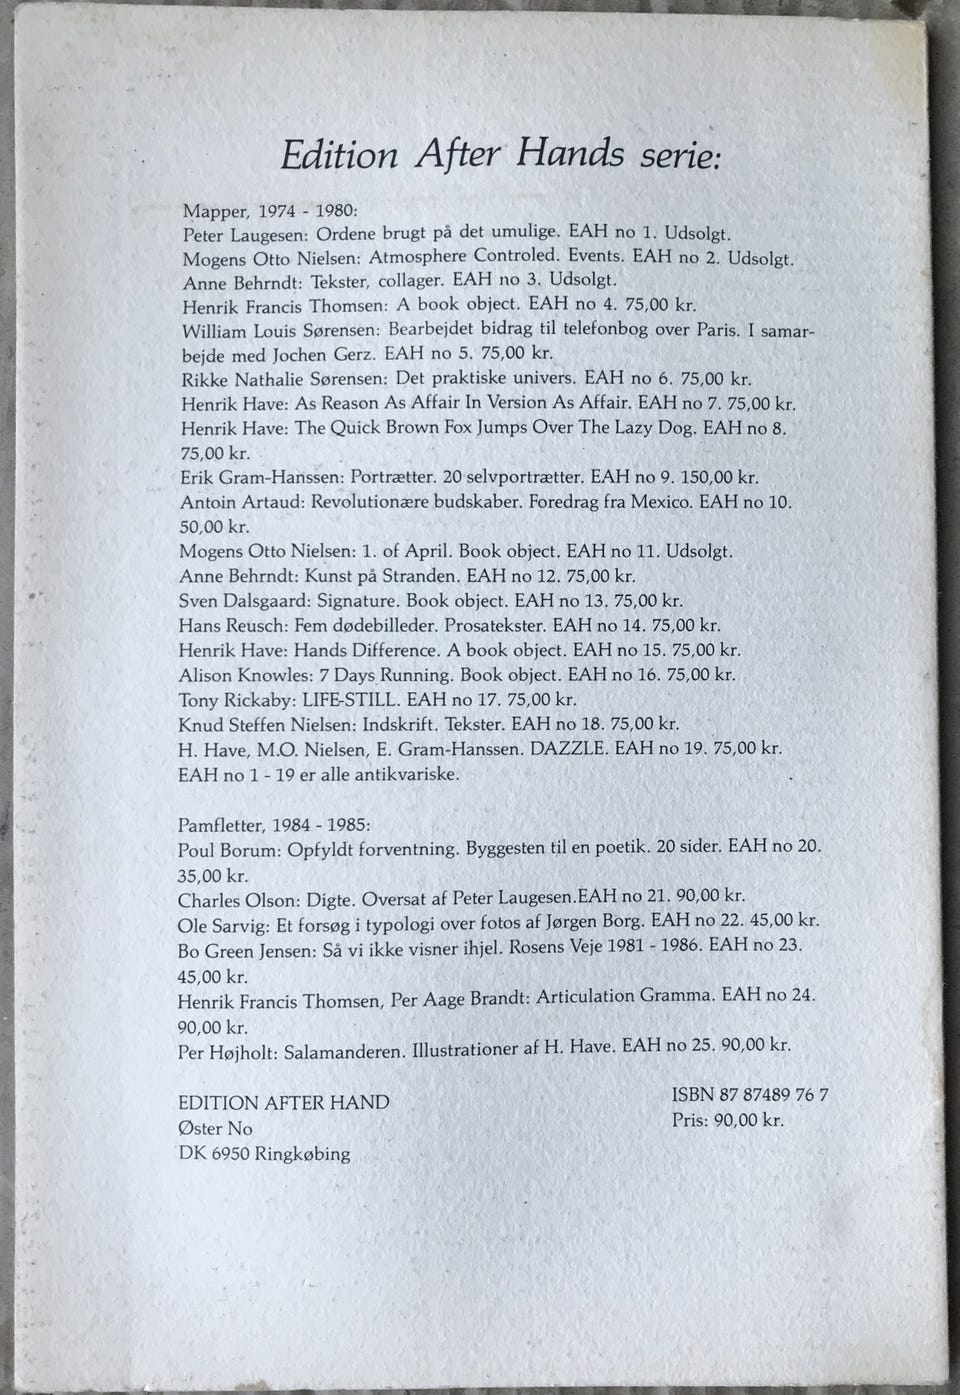 Edition After Hands serie:
Mapper, 1974 - 1980:
Peter Laugesen: Ordene brugt på det umulige. EAH no 1. Udsolgt.
Mogens Otto Nielsen: Atmosphere Controled. Events. EAH no 2. Udsolgt.
Anne Behrndt: Tekster, collager. EAH no 3. Udsolgt.
Henrik Francis Thomsen: A book object. EAH no 4. 75,00 kr.
William Louis Sørensen: Bearbejdet bidrag til telefonbog over Paris. I samar-
bejde med Jochen Gerz. EAH no 5. 75,00 kr.
Rikke Nathalie Sørensen: Det praktiske univers. EAH no 6. 75,00 kr.
Henrik Have: As Reason As Affair In Version As Affair. EAH no 7. 75,00 kr.
Henrik Have: The Quick Brown Fox Jumps Over The Lazy Dog. EAH no 8.
75,00 kr.
Erik Gram-Hanssen: Portrætter. 20 selvportrætter. EAH no 9. 150,00 kr.
Antoin Artaud: Revolutionære budskaber. Foredrag fra Mexico. EAH no 10.
50,00 kr.
Mogens Otto Nielsen: 1. of April. Book object. EAH no 11. Udsolgt.
Anne Behrndt: Kunst på Stranden. EAH no 12. 75,00 kr.
Sven Dalsgaard: Signature. Book object. EAH no 13. 75,00 kr.
Hans Reusch: Fem dødebilleder. Prosatekster. EAH no 14. 75,00 kr.
Henrik Have: Hands Difference. A book object. EAH no 15. 75,00 kr.
Alison Knowles: 7 Days Running. Book object. EAH no 16. 75,00 kr.
Tony Rickaby: LIFE-STILL. EAH no 17. 75,00 kr.
Knud Steffen Nielsen: Indskrift. Tekster. EAH no 18. 75,00 kr.
H. Have, M.O. Nielsen, E. Gram-Hanssen. DAZZLE. EAH no 19. 75,00 kr.
EAH no 1 - 19 er alle antikvariske.
Pamfletter, 1984 - 1985:
Poul Borum: Opfyldt forventning. Byggesten til en poetik. 20 sider. EAH no 20.
35,00 kr.
Charles Olson: Digte. Oversat af Peter Laugesen.EAH no 21. 90,00 kr.
Ole Sarvig: Et forsøg i typologi over fotos af Jørgen Borg. EAH no 22. 45,00 kr.
Bo Green Jensen: Så vi ikke visner ihjel. Rosens Veje 1981 - 1986. EAH no 23.
45,00 kr.
Henrik Francis Thomsen, Per Aage Brandt: Articulation Gramma. EAH no 24.
90,00 kr.
Per Højholt: Salamanderen. Illustrationer af H. Have. EAH no 25. 90,00 kr.
EDITION AFTER HAND
Øster No
DK 6950 Ringkøbing
ISBN 87 87489 76 7
Pris: 90,00 kr.